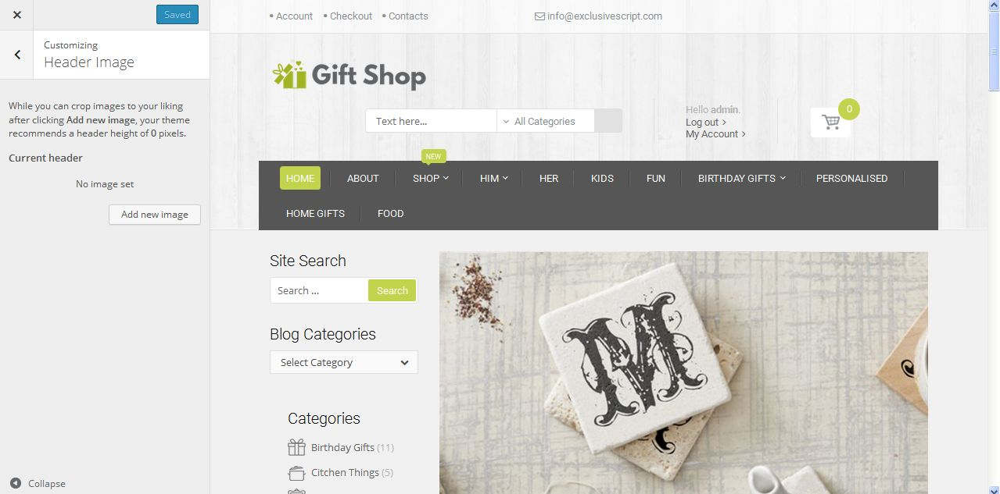 Saved
Customizing
Header Image
While you can crop images to your liking
after clicking Add new image, your theme
recommends a header height of 0 pixels.
Current header
No image set
Add new image
Collapse
• Account • Checkout • Contacts
info@exclusivescript.com
Gift Shop
Text here...
All Categories
Hello admin.
Log out
My Account
0
NEW
HOME ABOUT SHOP HIM HER KIDS FUN BIRTHDAY GIFTS PERSONALISED
HOME GIFTS FOOD
Site Search
Search ... Search
Blog Categories
Select Category
Categories
Birthday Gifts (11)
Citchen Things (5)
M